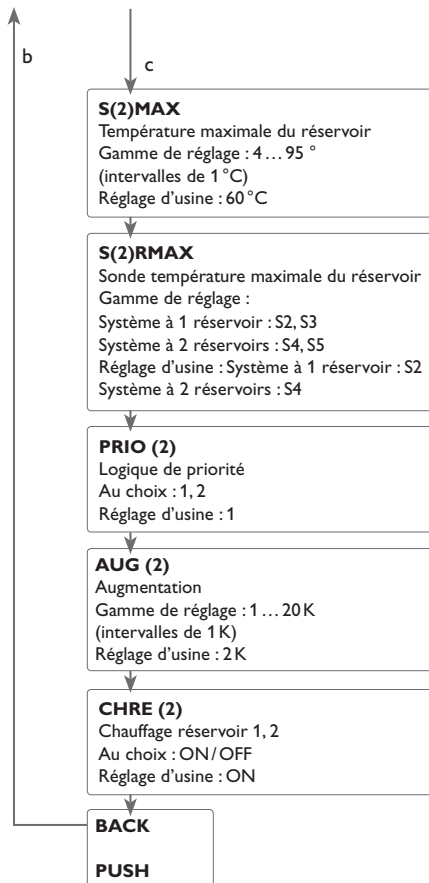 b
c
S(2)MAX
Température maximale du réservoir
Gamme de réglage : 4 … 95 °
(intervalles de 1 °C)
Réglage d'usine : 60 °C
S(2)RMAX
Sonde température maximale du réservoir
Gamme de réglage :
Système à 1 réservoir : S2, S3
Système à 2 réservoirs : S4, S5
Réglage d'usine : Système à 1 réservoir : S2
Système à 2 réservoirs : S4
PRIO (2)
Logique de priorité
Au choix : 1, 2
Réglage d'usine : 1
AUG (2)
Augmentation
Gamme de réglage : 1 … 20 K
(intervalles de 1 K)
Réglage d'usine : 2 K
CHRE (2)
Chauffage réservoir 1, 2
Au choix : ON / OFF
Réglage d'usine : ON
BACK
PUSH